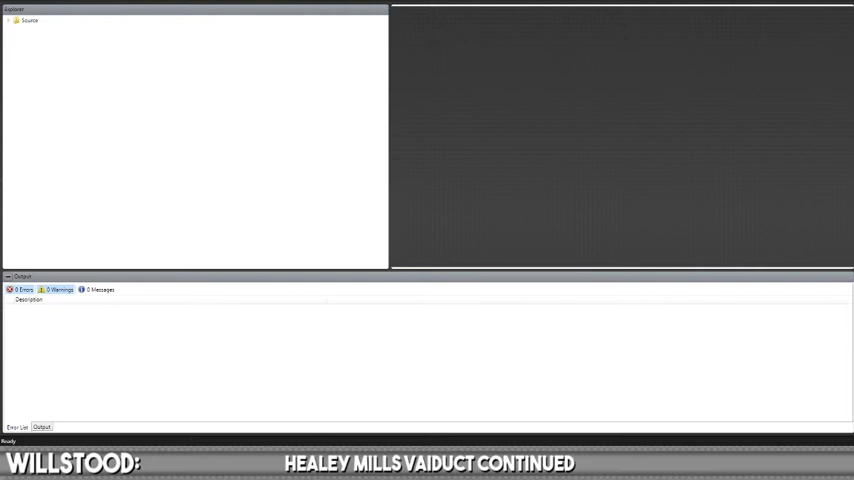 Explorer
Source
Output
0 Errors 0 Warnings 0 Messages
Description
Error List Output
Ready
WILLSTOOD: HEALEY MILLS VAIDUCT CONTINUED